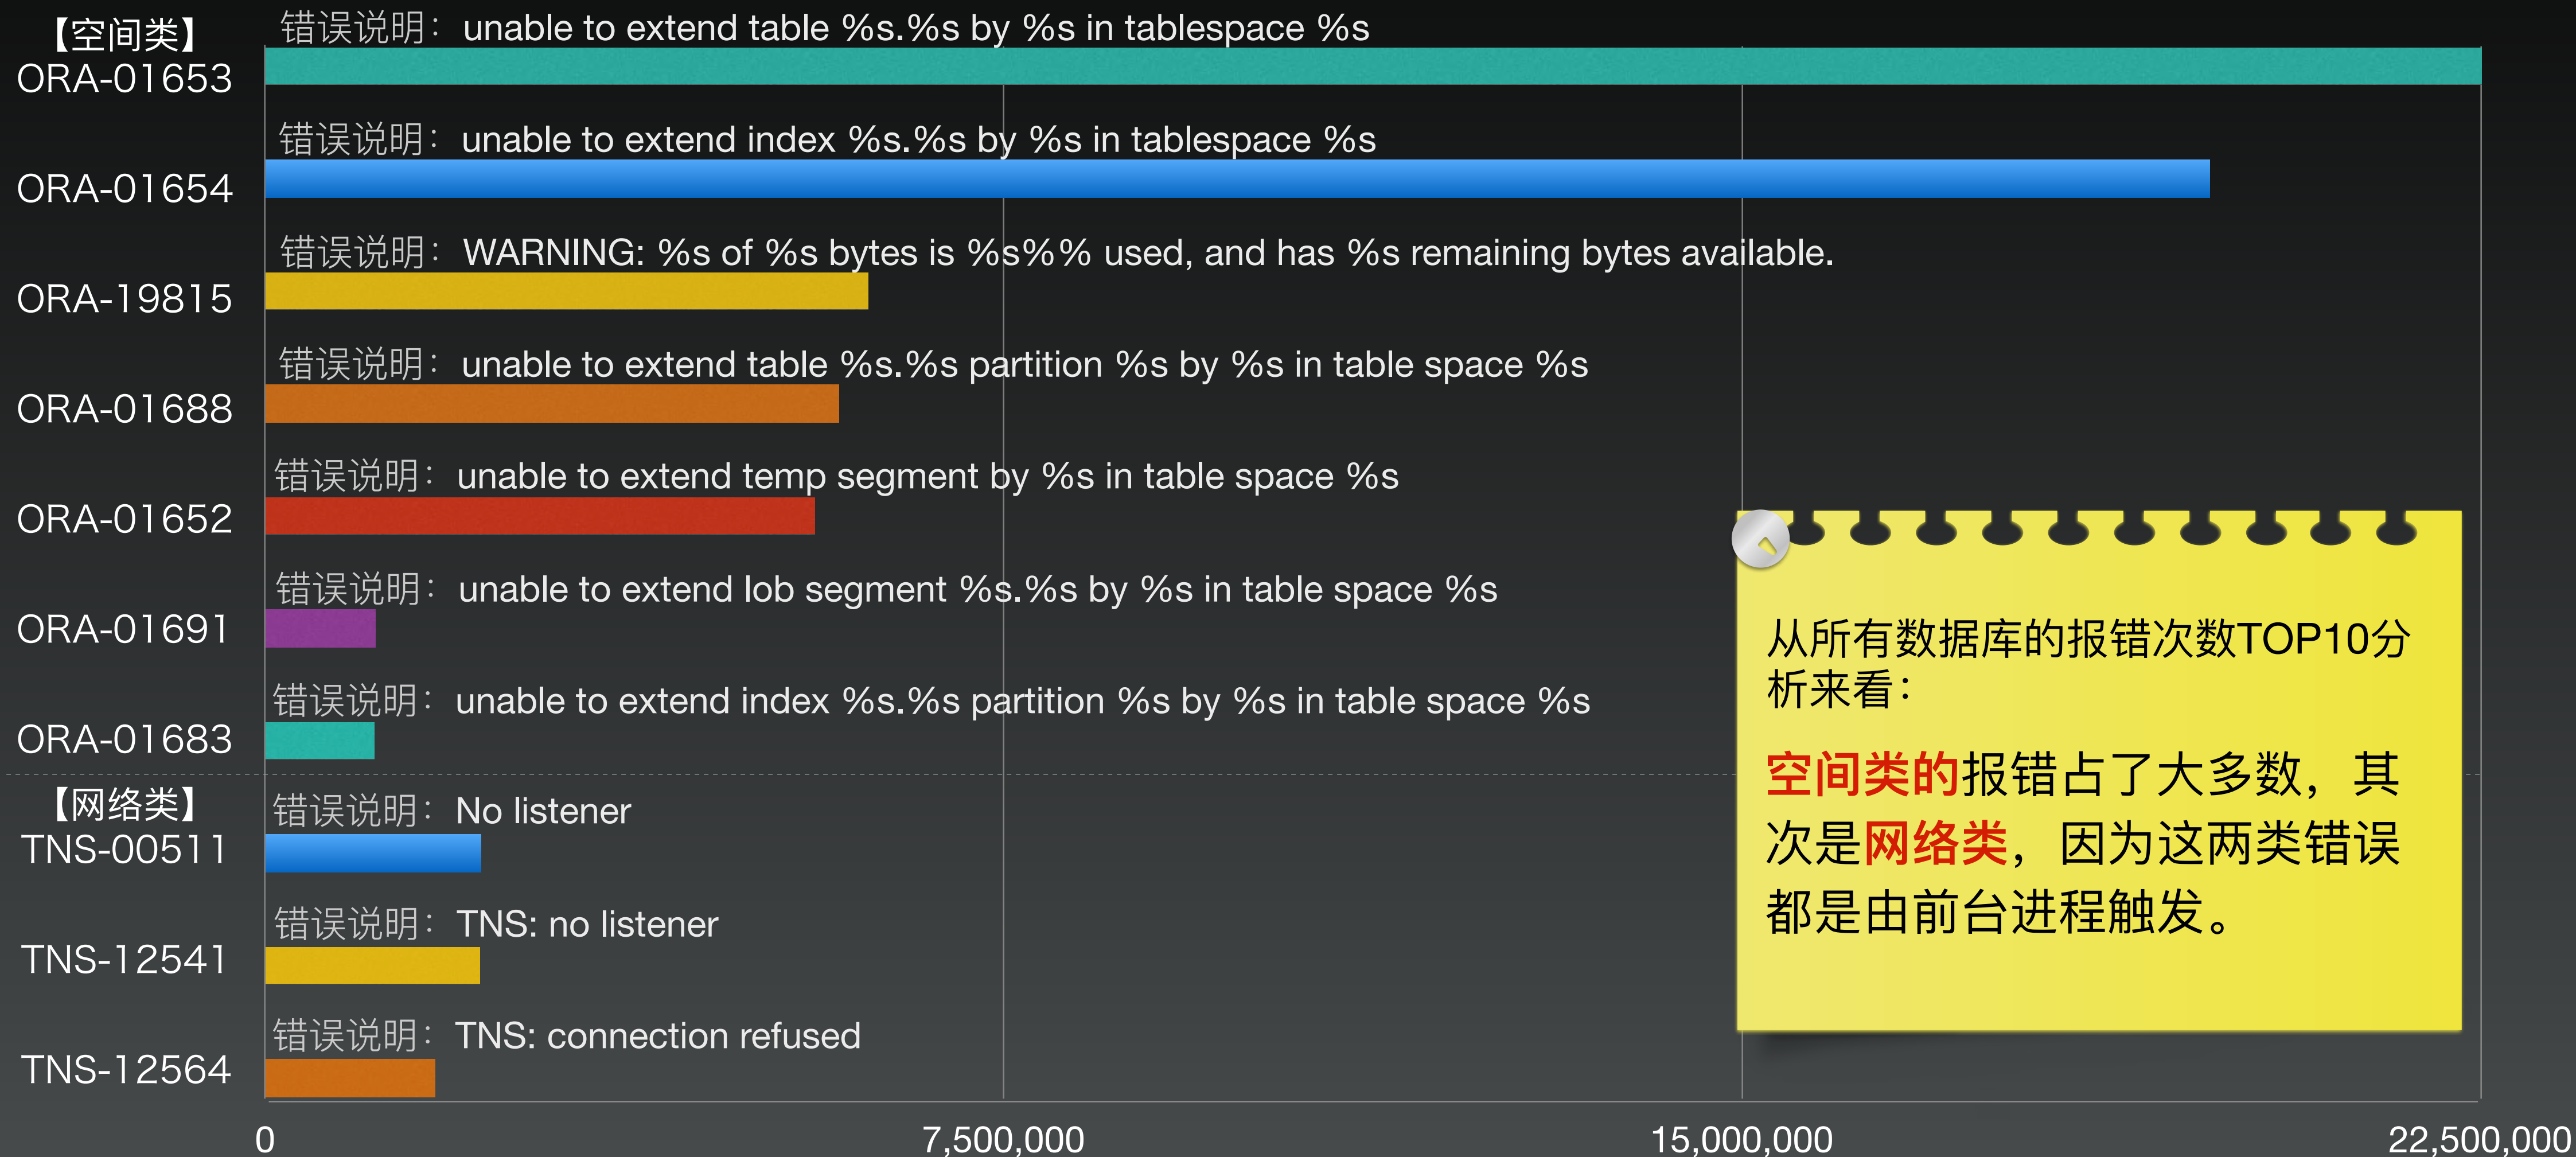 【空间类】
错误说明：unable to extend table %s.%s by %s in tablespace %s
ORA-01653
错误说明：unable to extend index %s.%s by %s in tablespace %s
ORA-01654
错误说明：WARNING: %s of %s bytes is %s%% used, and has %s remaining bytes available.
ORA-19815
错误说明：unable to extend table %s.%s partition %s by %s in table space %s
ORA-01688
错误说明：unable to extend temp segment by %s in table space %s
ORA-01652
错误说明：unable to extend lob segment %s.%s by %s in table space %s
ORA-01691
错误说明：unable to extend index %s.%s partition %s by %s in table space %s
ORA-01683
【网络类】
错误说明：No listener
TNS-00511
错误说明：TNS: no listener
TNS-12541
错误说明：TNS: connection refused
TNS-12564
0
7,500,000
15,000,000
22,500,000
从所有数据库的报错次数TOP10分
析来看：
空间类的报错占了大多数，其
次是网络类，因为这两类错误
都是由前台进程触发。